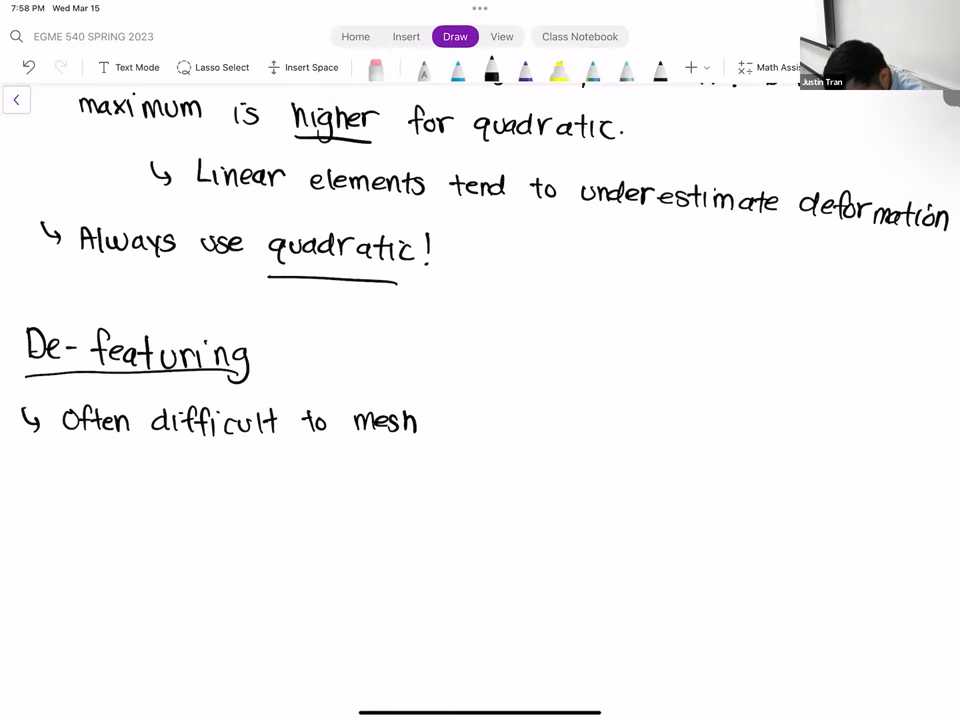 7:58 PM Wed Mar 15
EGME 540 SPRING 2023
Home Insert Draw View Class Notebook
Text Mode Lasso Select Insert Space Math Assis
Justin Tran
maximum is higher for quadratic.
↳ Linear elements tend to underestimate deformation
↳ Always use quadratic!
De-featuring
↳ Often difficult to mesh